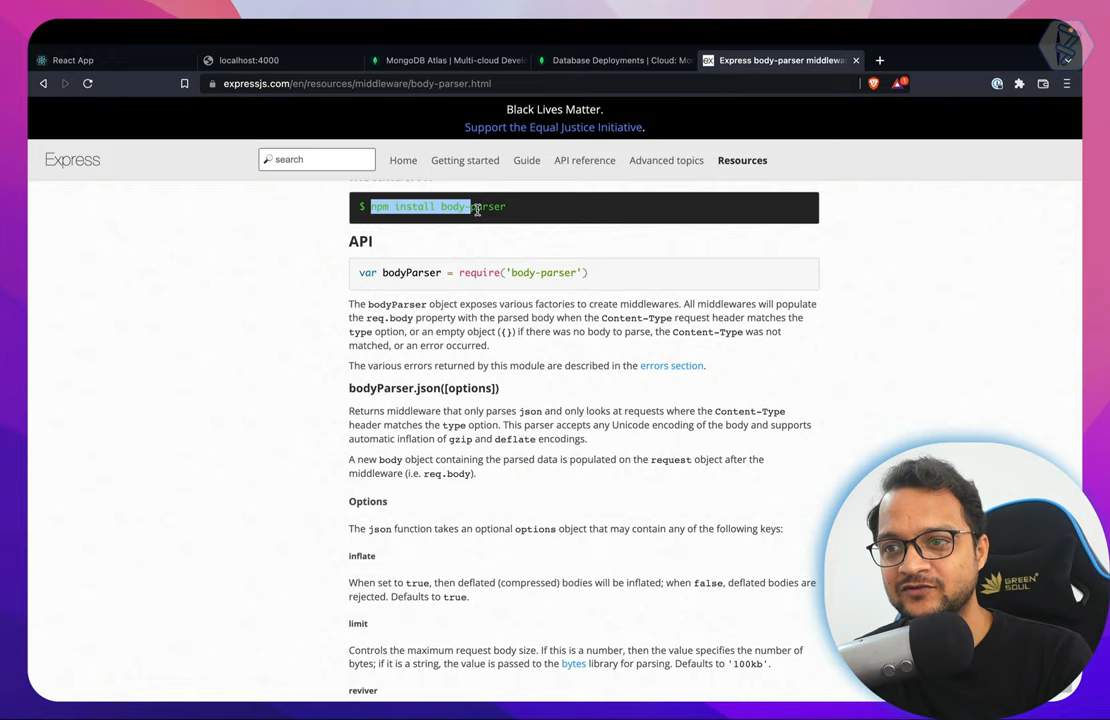 React App
localhost:4000
MongoDB Atlas | Multi-cloud Devel
Database Deployments | Cloud: Mo
ex Express body-parser middlewar
expressjs.com/en/resources/middleware/body-parser.html
1
Black Lives Matter.
Support the Equal Justice Initiative.
Express
search
Home
Getting started
Guide
API reference
Advanced topics
Resources
$ npm install body-parser
API
var bodyParser = require('body-parser')
The bodyParser object exposes various factories to create middlewares. All middlewares will populate
the req.body property with the parsed body when the Content-Type request header matches the
type option, or an empty object ({}) if there was no body to parse, the Content-Type was not
matched, or an error occurred.
The various errors returned by this module are described in the errors section.
bodyParser.json([options])
Returns middleware that only parses json and only looks at requests where the Content-Type
header matches the type option. This parser accepts any Unicode encoding of the body and supports
automatic inflation of gzip and deflate encodings.
A new body object containing the parsed data is populated on the request object after the
middleware (i.e. req.body).
Options
The json function takes an optional options object that may contain any of the following keys:
inflate
When set to true, then deflated (compressed) bodies will be inflated; when false, deflated bodies are
rejected. Defaults to true.
limit
Controls the maximum request body size. If this is a number, then the value specifies the number of
bytes; if it is a string, the value is passed to the bytes library for parsing. Defaults to '100kb'.
reviver
GREEN
SOUL